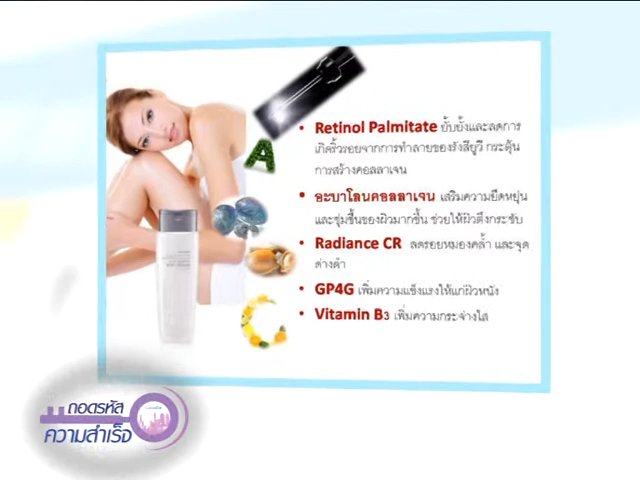 Retinol Palmitate ยับยั้งและลดการ
เกิดริ้วรอยจากการทำลายของรังสียูวี กระตุ้น
การสร้างคอลลาเจน
อะบาโลนคอลลาเจน เสริมความยืดหยุ่น
และชุ่มชื้นของผิวมากขึ้น ช่วยให้ผิวตึงกระชับ
Radiance CR ลดรอยหมองคล้ำ และจุด
ด่างดำ
GP4G เพิ่มความแข็งแรงให้แก่ผิวหนัง
Vitamin B3 เพิ่มความกระจ่างใส
A
C
ถอดรหัส
ความสำเร็จ